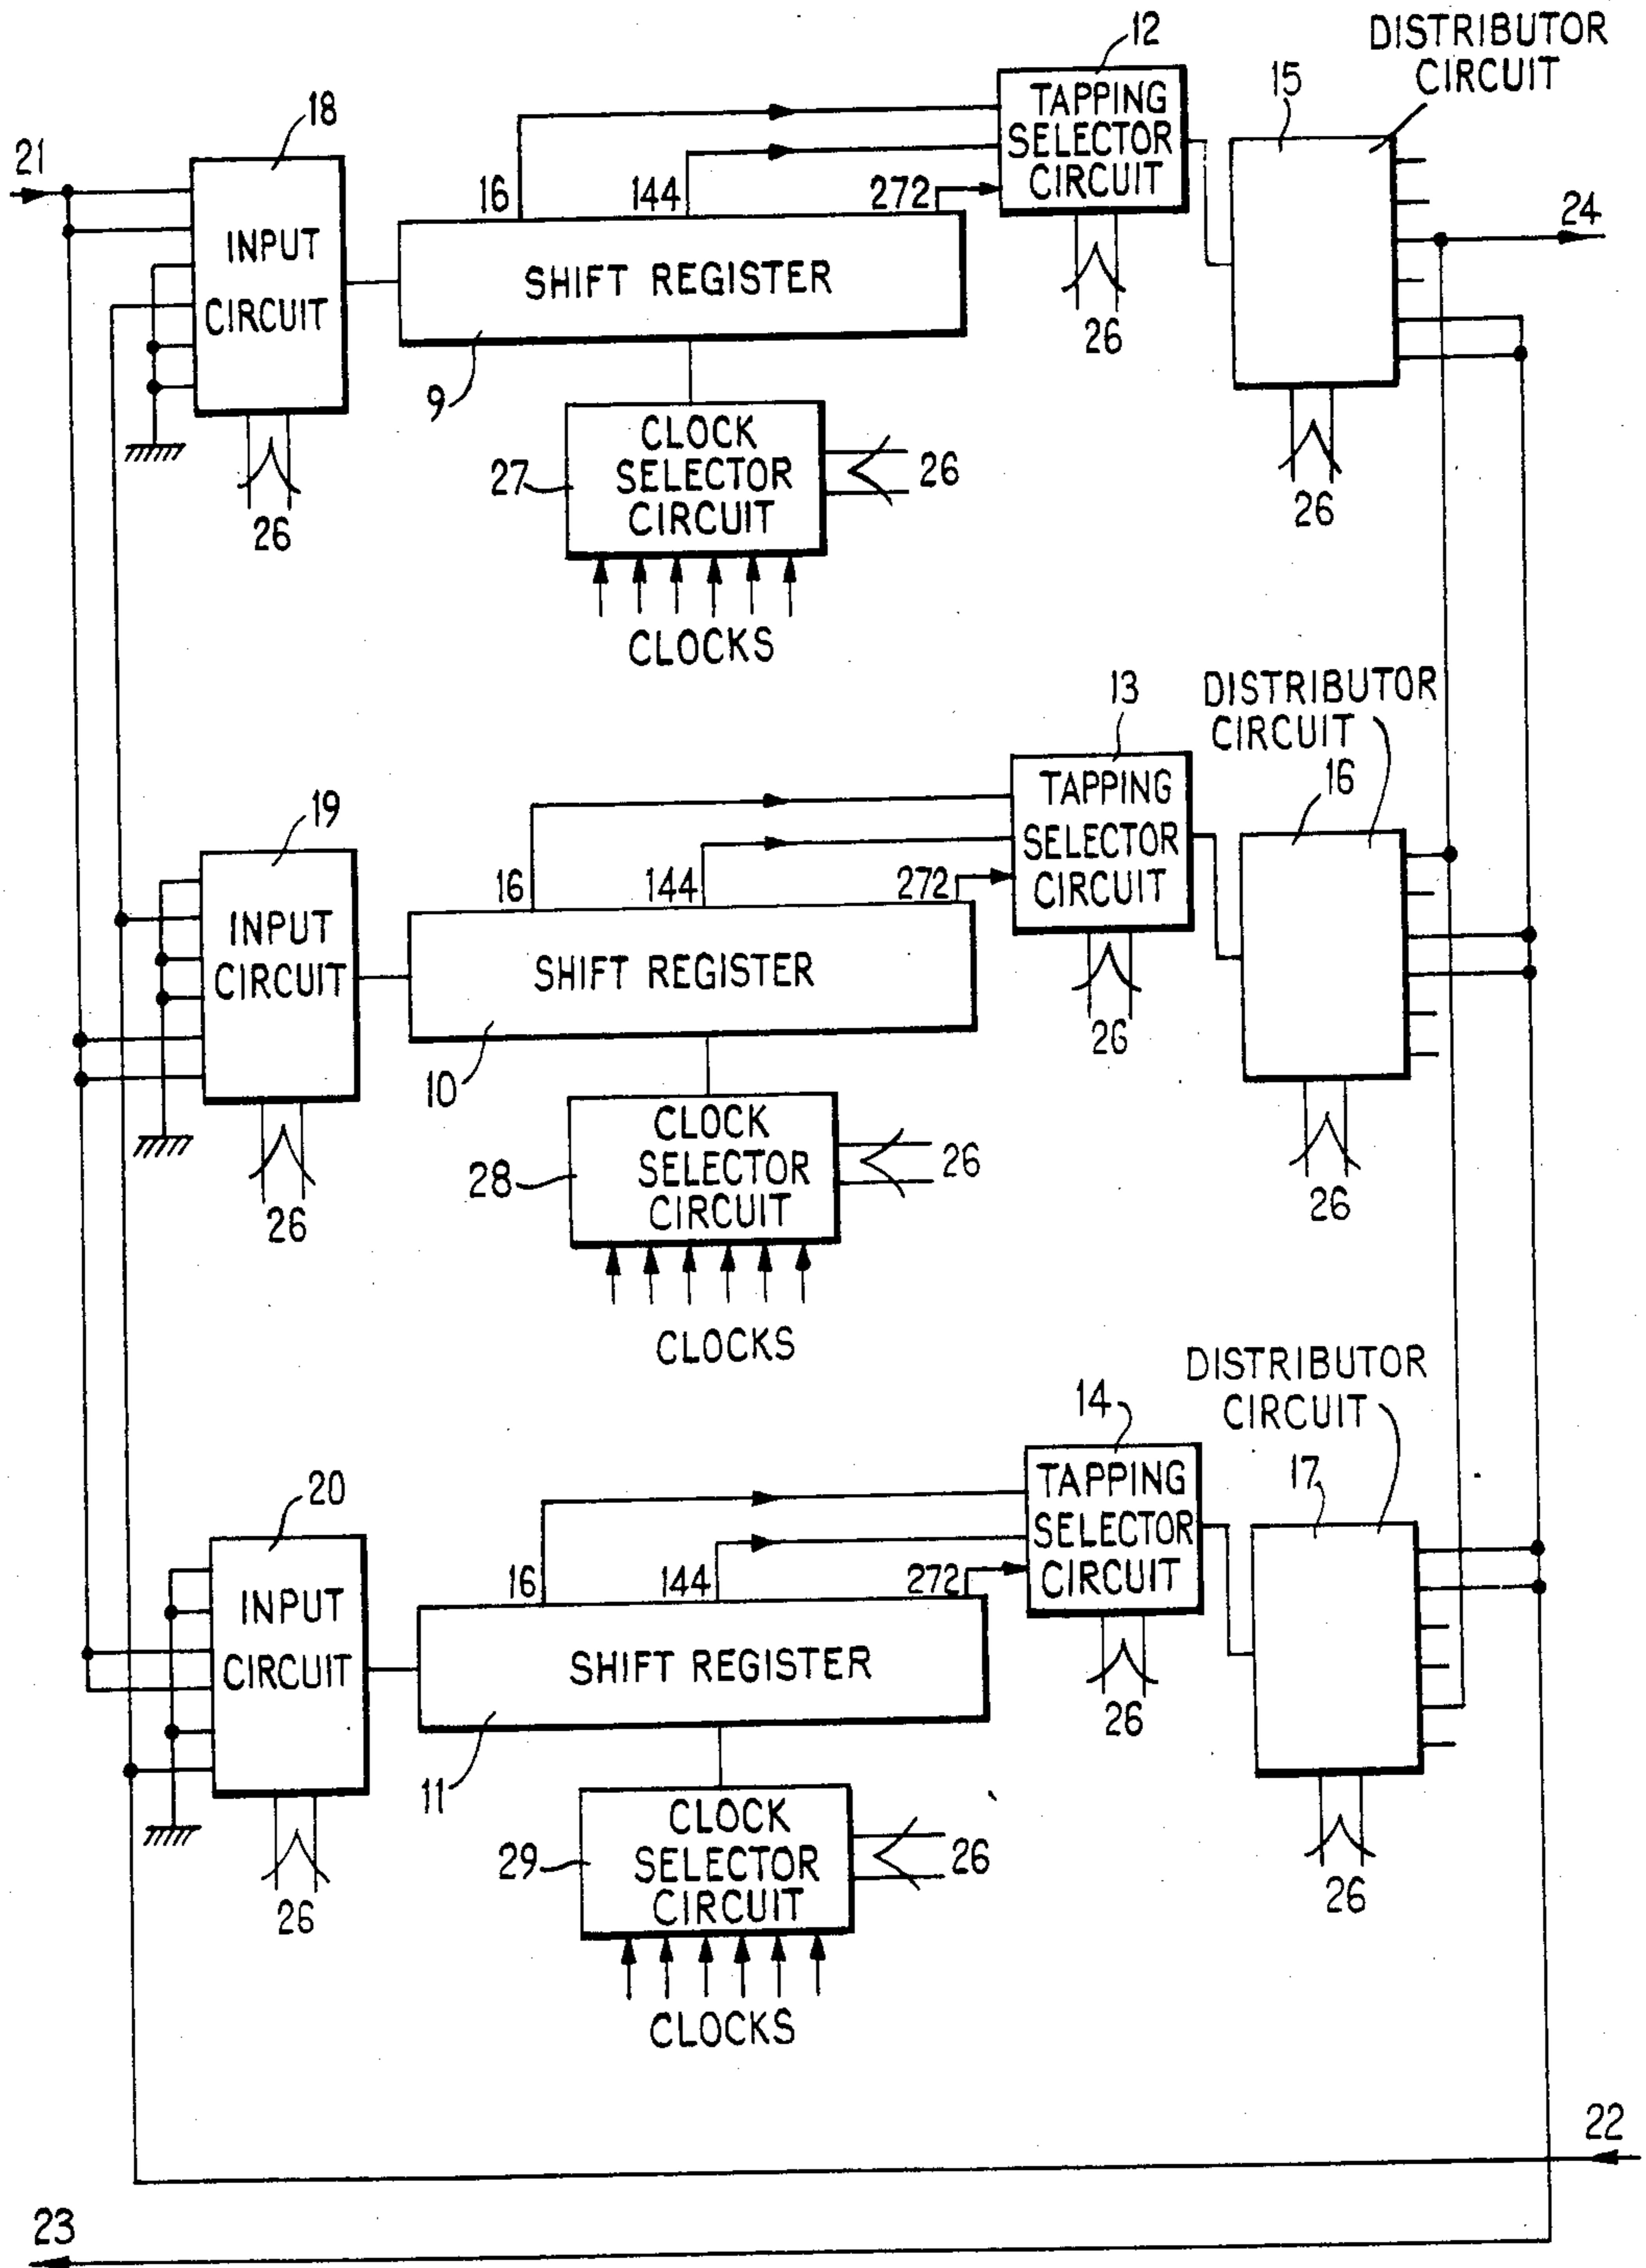 12
DISTRIBUTOR
CIRCUIT
15
TAPPING
SELECTOR
CIRCUIT
18
21
16
144
272
24
INPUT
CIRCUIT
SHIFT REGISTER
26
9
CLOCK
SELECTOR
CIRCUIT
27
26
26
26
CLOCKS
13
DISTRIBUTOR
CIRCUIT
16
TAPPING
SELECTOR
CIRCUIT
19
16
144
272
INPUT
CIRCUIT
SHIFT REGISTER
26
10
CLOCK
SELECTOR
CIRCUIT
28
26
26
26
CLOCKS
DISTRIBUTOR
CIRCUIT
14
17
TAPPING
SELECTOR
CIRCUIT
20
16
144
272
INPUT
CIRCUIT
SHIFT REGISTER
26
11
CLOCK
SELECTOR
CIRCUIT
29
26
26
26
CLOCKS
22
23